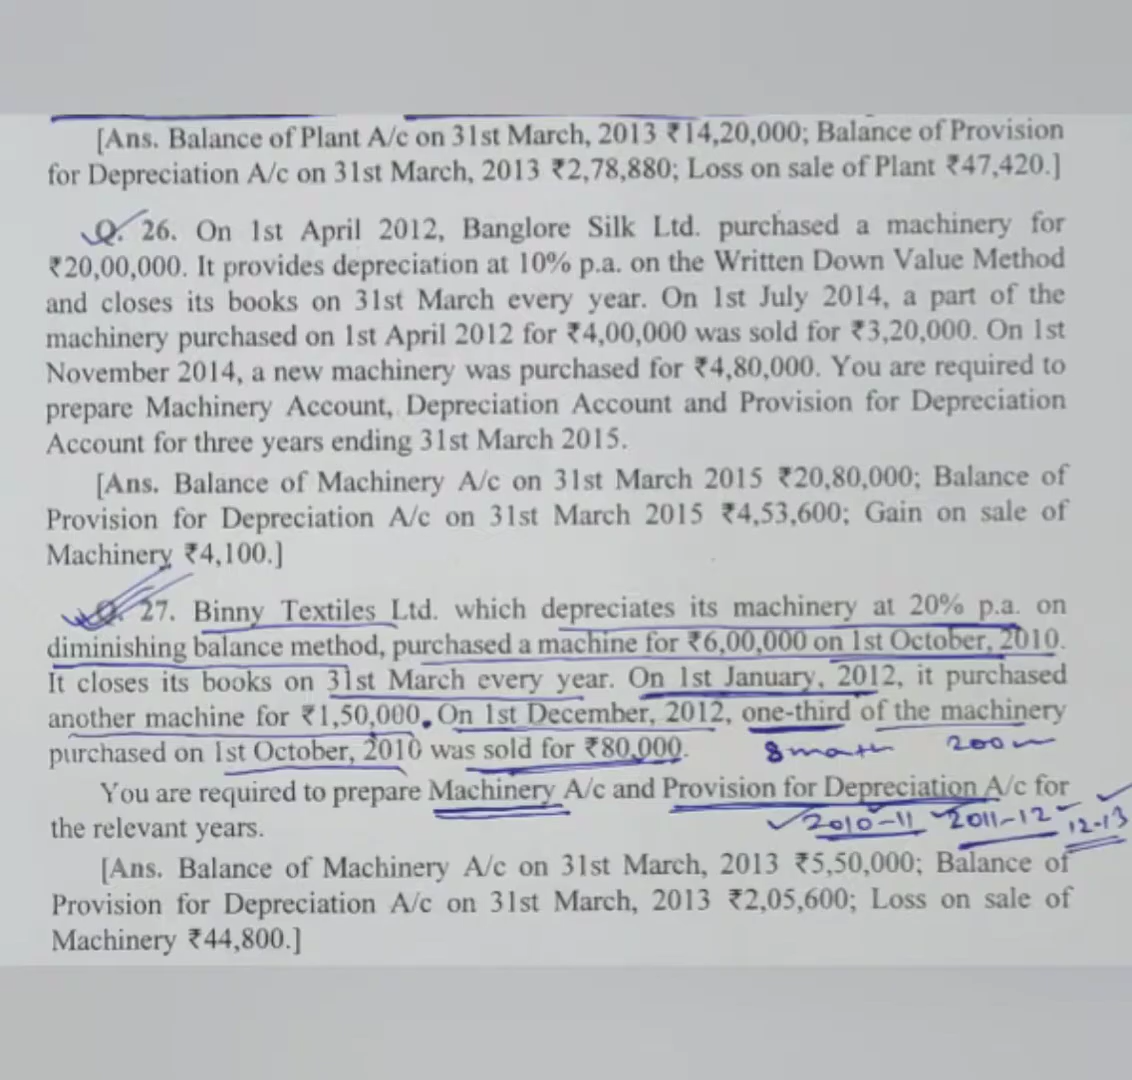 [Ans. Balance of Plant A/c on 31st March, 2013 ₹14,20,000; Balance of Provision
for Depreciation A/c on 31st March, 2013 ₹2,78,880; Loss on sale of Plant ₹47,420.]
Q. 26. On 1st April 2012, Banglore Silk Ltd. purchased a machinery for
₹20,00,000. It provides depreciation at 10% p.a. on the Written Down Value Method
and closes its books on 31st March every year. On 1st July 2014, a part of the
machinery purchased on 1st April 2012 for ₹4,00,000 was sold for ₹3,20,000. On 1st
November 2014, a new machinery was purchased for ₹4,80,000. You are required to
prepare Machinery Account, Depreciation Account and Provision for Depreciation
Account for three years ending 31st March 2015.
[Ans. Balance of Machinery A/c on 31st March 2015 ₹20,80,000; Balance of
Provision for Depreciation A/c on 31st March 2015 ₹4,53,600; Gain on sale of
Machinery ₹4,100.]
Q. 27. Binny Textiles Ltd. which depreciates its machinery at 20% p.a. on
diminishing balance method, purchased a machine for ₹6,00,000 on 1st October, 2010.
It closes its books on 31st March every year. On 1st January, 2012, it purchased
another machine for ₹1,50,000. On 1st December, 2012, one-third of the machinery
purchased on 1st October, 2010 was sold for ₹80,000.
8 month
You are required to prepare Machinery A/c and Provision for Depreciation A/c for
the relevant years.
2010-11 2011-12 12-13
[Ans. Balance of Machinery A/c on 31st March, 2013 ₹5,50,000; Balance of
Provision for Depreciation A/c on 31st March, 2013 ₹2,05,600; Loss on sale of
Machinery ₹44,800.]